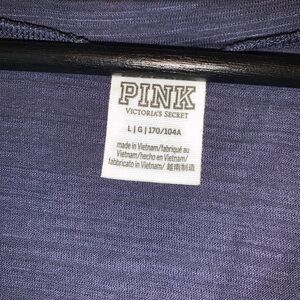 PINK
VICTORIA'S SECRET
L | G | 170/104A
made in Vietnam/fabriqué au
Vietnam/hecho en Vietnam/
fabbricato in Vietnam/ 越南制造